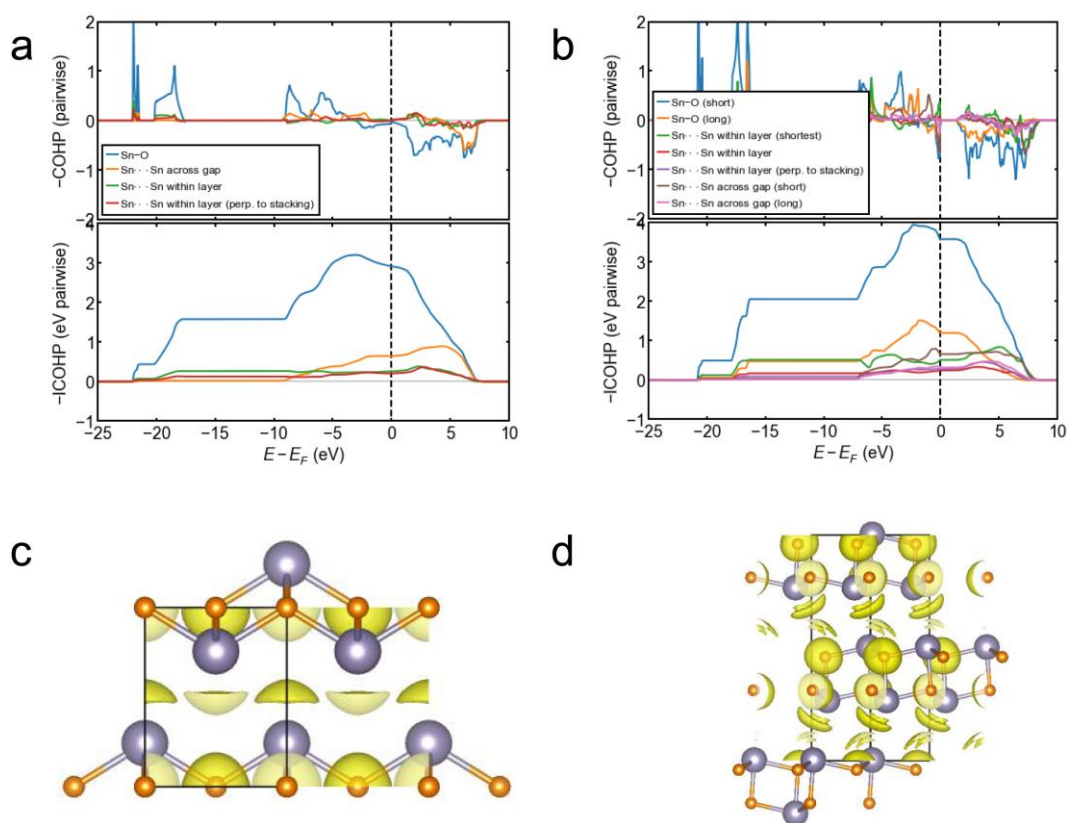 a
b
−COHP (pairwise)
2
1
0
−1
−2
Sn−O
Sn···Sn across gap
Sn···Sn within layer
Sn···Sn within layer (perp. to stacking)
−COHP (pairwise)
2
1
0
−1
−2
Sn−O (short)
Sn−O (long)
Sn···Sn within layer (shortest)
Sn···Sn within layer
Sn···Sn within layer (perp. to stacking)
Sn···Sn across gap (short)
Sn···Sn across gap (long)
−ICOHP (eV pairwise)
3
2
1
0
−1
−25 −20 −15 −10 −5 0 5 10
E − E_F (eV)
−ICOHP (eV pairwise)
4
3
2
1
0
−1
−25 −20 −15 −10 −5 0 5 10
E − E_F (eV)
c
d